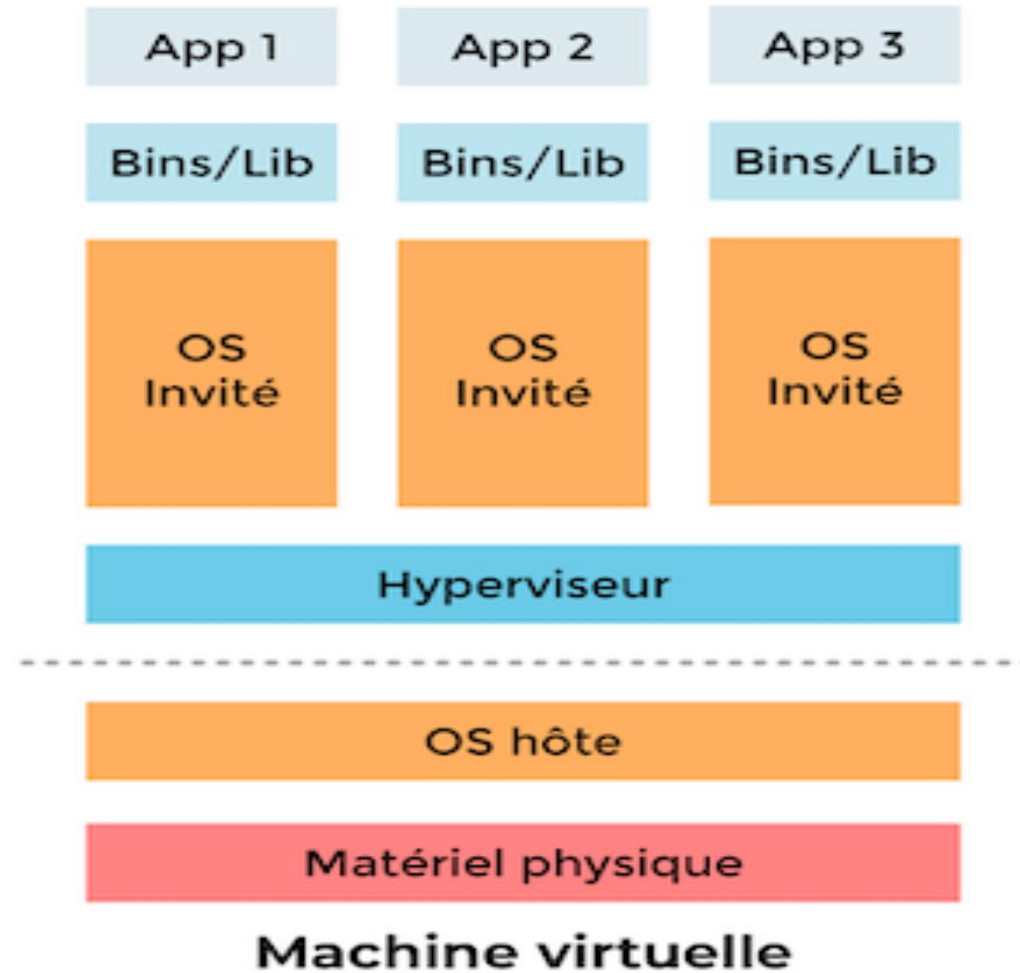 App 1 App 2 App 3
Bins/Lib Bins/Lib Bins/Lib
OS OS OS
Invité Invité Invité
Hyperviseur
OS hôte
Matériel physique
Machine virtuelle